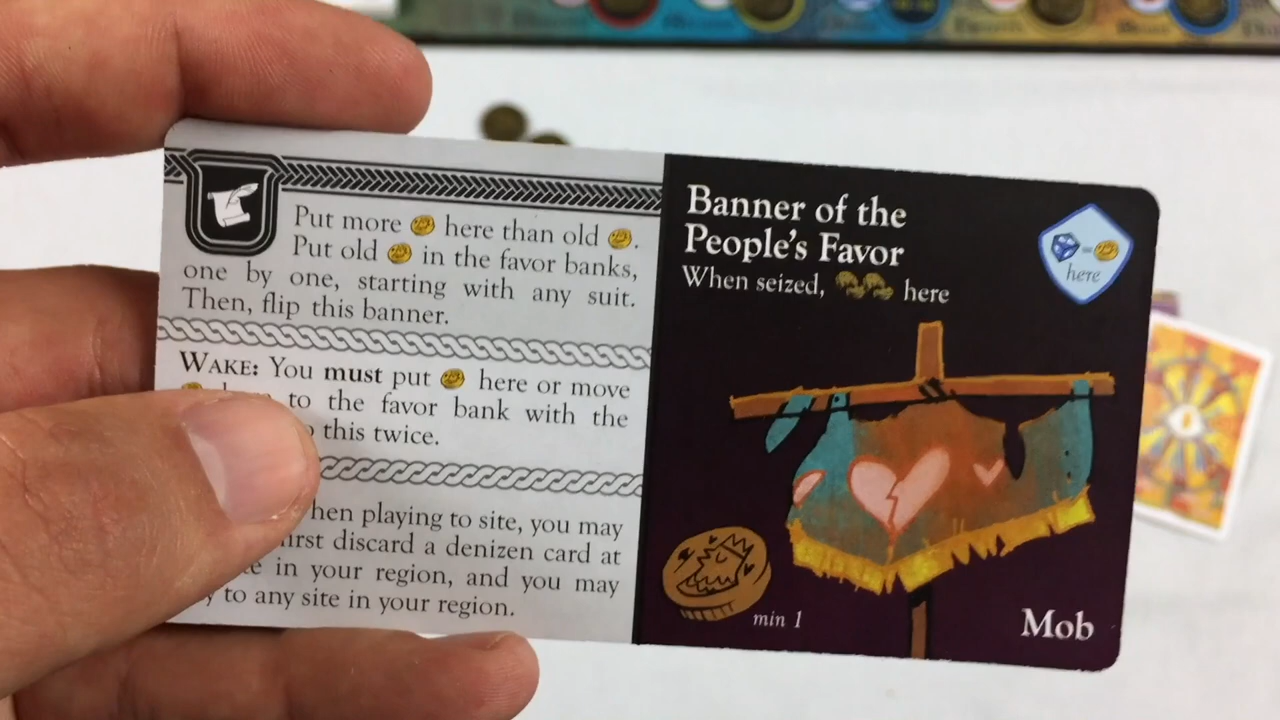 Put more here than old .
Put old in the favor banks,
one by one, starting with any suit.
Then, flip this banner.
WAKE: You must put here or move
to the favor bank with the
this twice.
hen playing to site, you may
irst discard a denizen card at
in your region, and you may
to any site in your region.
Banner of the
People's Favor
When seized, here
=
here
min 1
Mob